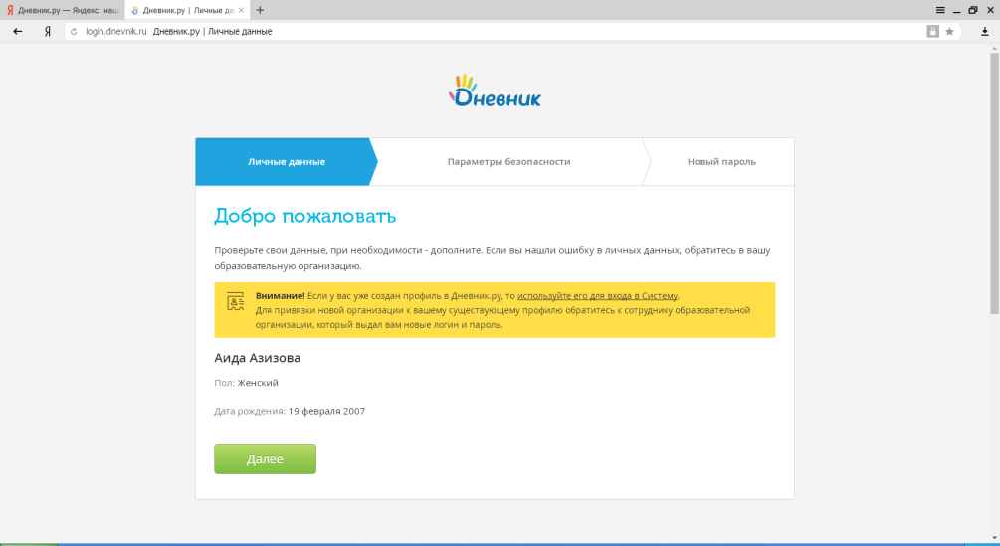 Дневник.ру — Яндекс: наш
Дневник.ру | Личные да
login.dnevnik.ru Дневник.ру | Личные данные
Дневник
Личные данные
Параметры безопасности
Новый пароль
Добро пожаловать
Проверьте свои данные, при необходимости - дополните. Если вы нашли ошибку в личных данных, обратитесь в вашу
образовательную организацию.
Внимание! Если у вас уже создан профиль в Дневник.ру, то используйте его для входа в Систему.
Для привязки новой организации к вашему существующему профилю обратитесь к сотруднику образовательной
организации, который выдал вам новые логин и пароль.
Аида Азизова
Пол: Женский
Дата рождения: 19 февраля 2007
Далее